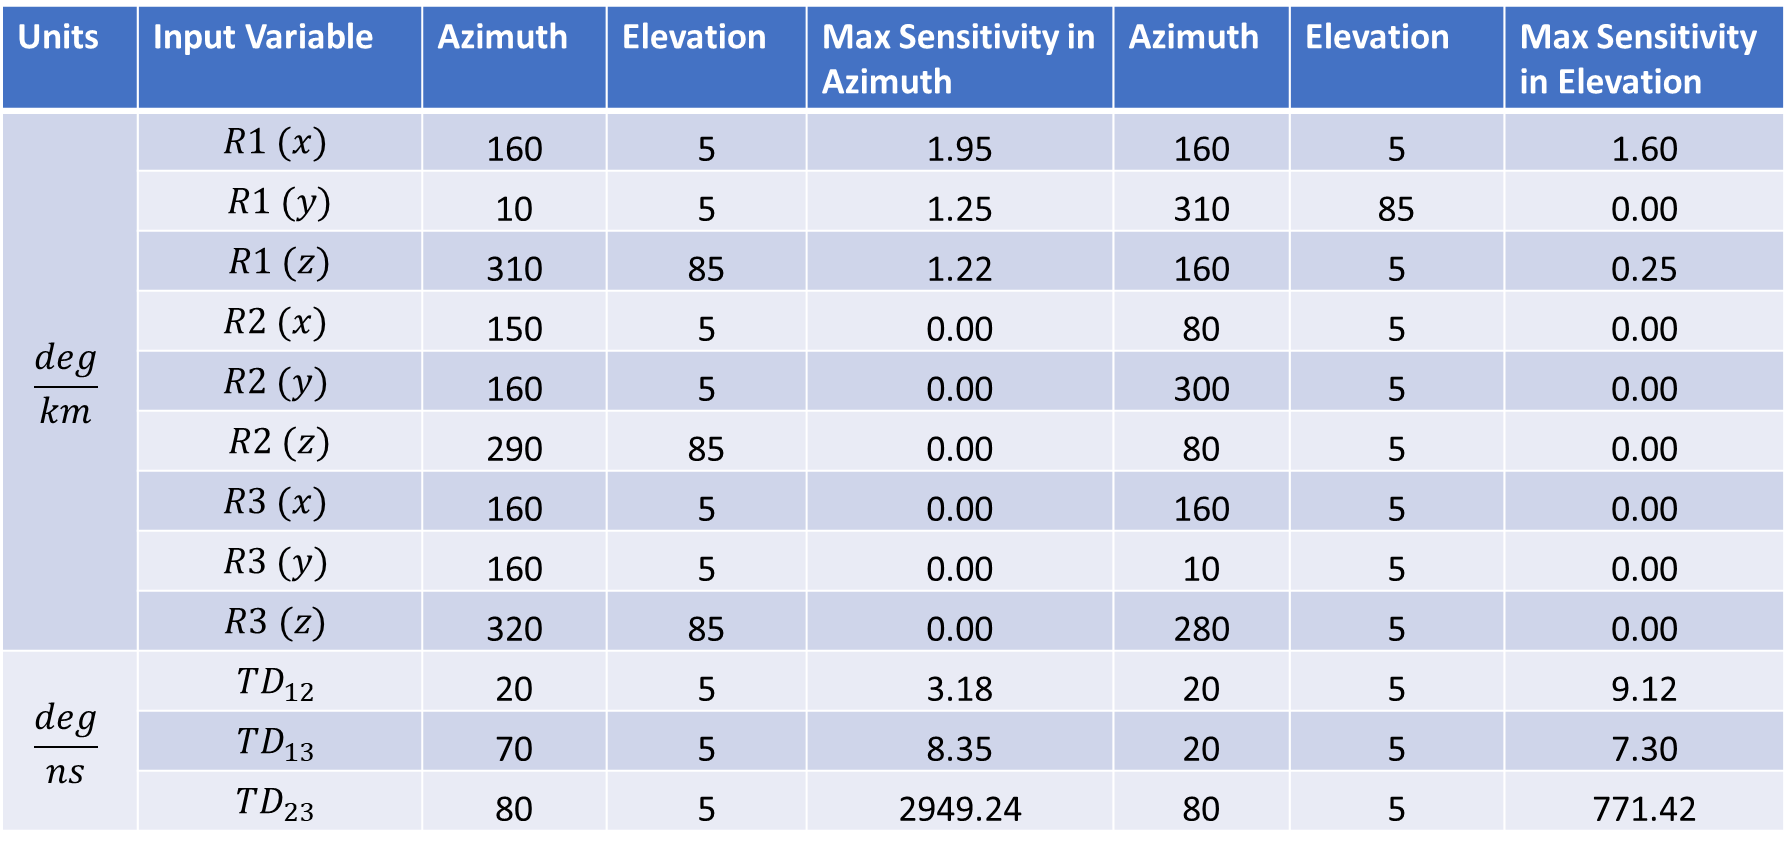 Units Input Variable Azimuth Elevation Max Sensitivity in Azimuth Azimuth Elevation Max Sensitivity in Elevation
R1 (x) 160 5 1.95 160 5 1.60
R1 (y) 10 5 1.25 310 85 0.00
R1 (z) 310 85 1.22 160 5 0.25
R2 (x) 150 5 0.00 80 5 0.00
deg/km R2 (y) 160 5 0.00 300 5 0.00
R2 (z) 290 85 0.00 80 5 0.00
R3 (x) 160 5 0.00 160 5 0.00
R3 (y) 160 5 0.00 10 5 0.00
R3 (z) 320 85 0.00 280 5 0.00
TD₁₂ 20 5 3.18 20 5 9.12
deg/ns TD₁₃ 70 5 8.35 20 5 7.30
TD₂₃ 80 5 2949.24 80 5 771.42